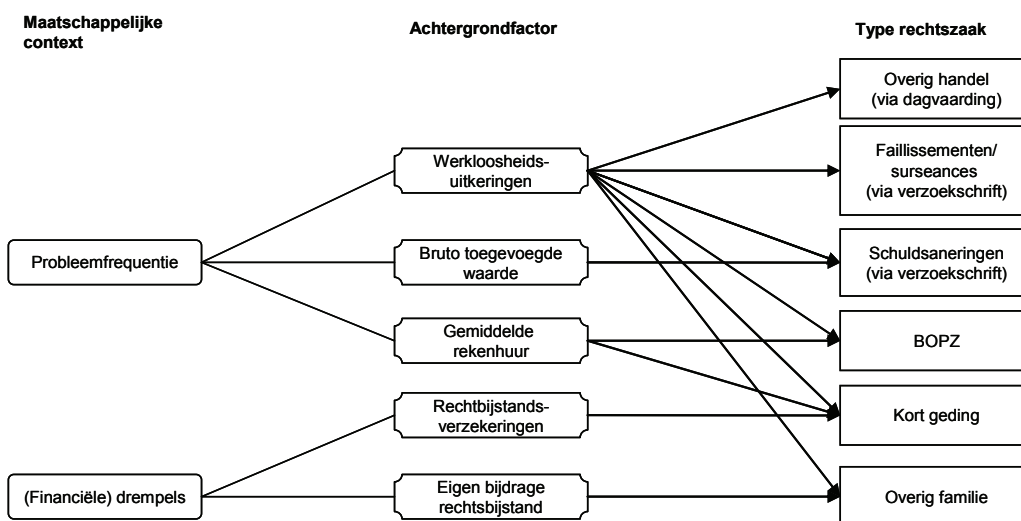 Maatschappelijke
context
Achtergrondfactor
Type rechtszaak
Probleemfrequentie
(Financiële) drempels
Werkloosheids-
uitkeringen
Bruto toegevoegde
waarde
Gemiddelde
rekenhuur
Rechtbijstands-
verzekeringen
Eigen bijdrage
rechtsbijstand
Overig handel
(via dagvaarding)
Faillissementen/
surseances
(via verzoekschrift)
Schuldsaneringen
(via verzoekschrift)
BOPZ
Kort geding
Overig familie